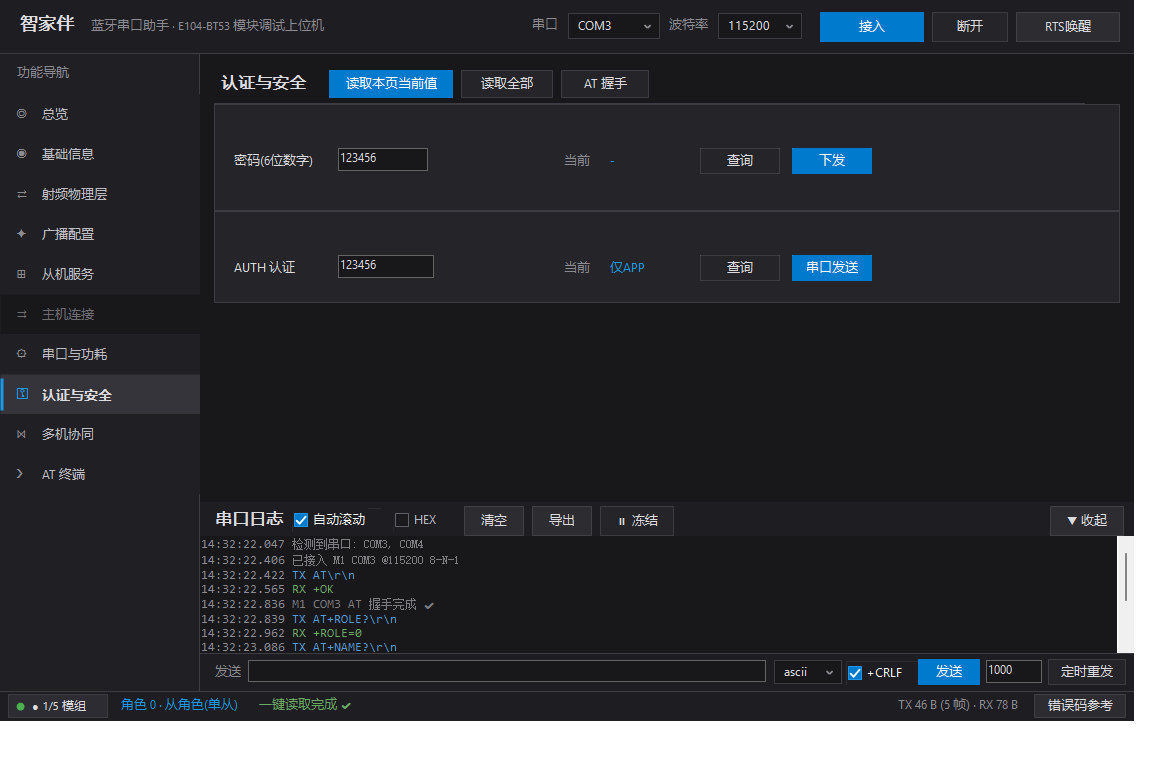 智家伴 蓝牙串口助手 · E104-BT53 模块调试上位机 串口 COM3 波特率 115200 接入 断开 RTS唤醒
功能导航
总览
基础信息
射频物理层
广播配置
从机服务
主机连接
串口与功耗
认证与安全
多机协同
AT 终端
认证与安全 读取本页当前值 读取全部 AT 握手
密码(6位数字) 123456 当前 - 查询 下发
AUTH 认证 123456 当前 仅APP 查询 串口发送
串口日志 自动滚动 HEX 清空 导出 ⏸ 冻结 ▼收起
14:32:22.047 检测到串口: COM3, COM4
14:32:22.406 已接入 M1 COM3 @115200 8-N-1
14:32:22.422 TX AT\r\n
14:32:22.565 RX +OK
14:32:22.836 M1 COM3 AT 握手完成 ✔
14:32:22.839 TX AT+ROLE?\r\n
14:32:22.962 RX +ROLE=0
14:32:23.086 TX AT+NAME?\r\n
发送 ascii +CRLF 发送 1000 定时重发
● ● 1/5 模组 角色 0 · 从角色(单从) 一键读取完成 ✔ TX 46 B (5 帧) · RX 78 B 错误码参考